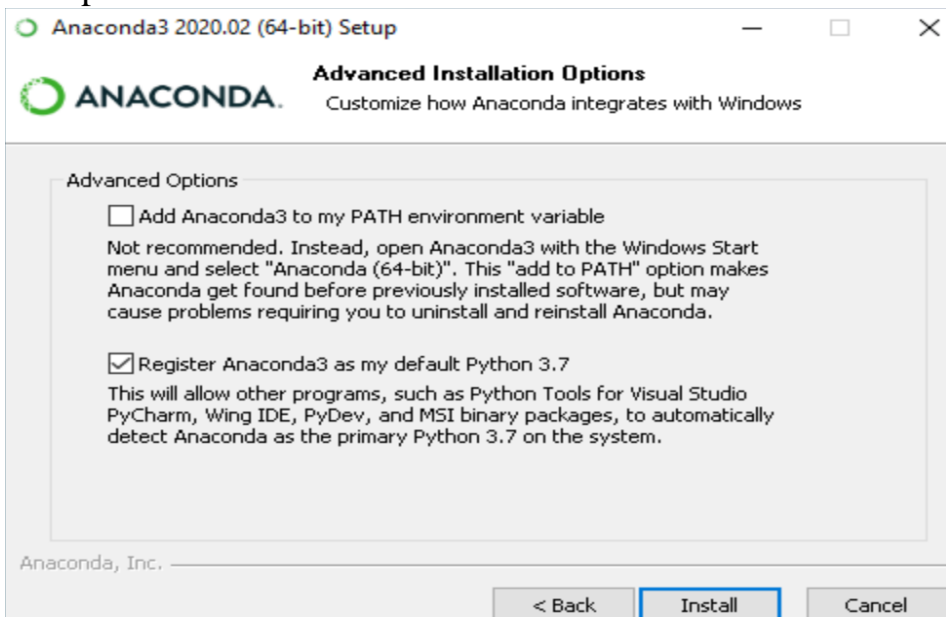 Anaconda3 2020.02 (64-bit) Setup
Advanced Installation Options
ANACONDA.
Customize how Anaconda integrates with Windows
Advanced Options
Add Anaconda3 to my PATH environment variable
Not recommended. Instead, open Anaconda3 with the Windows Start
menu and select "Anaconda (64-bit)". This "add to PATH" option makes
Anaconda get found before previously installed software, but may
cause problems requiring you to uninstall and reinstall Anaconda.
Register Anaconda3 as my default Python 3.7
This will allow other programs, such as Python Tools for Visual Studio
PyCharm, Wing IDE, PyDev, and MSI binary packages, to automatically
detect Anaconda as the primary Python 3.7 on the system.
Anaconda, Inc.
< Back
Install
Cancel